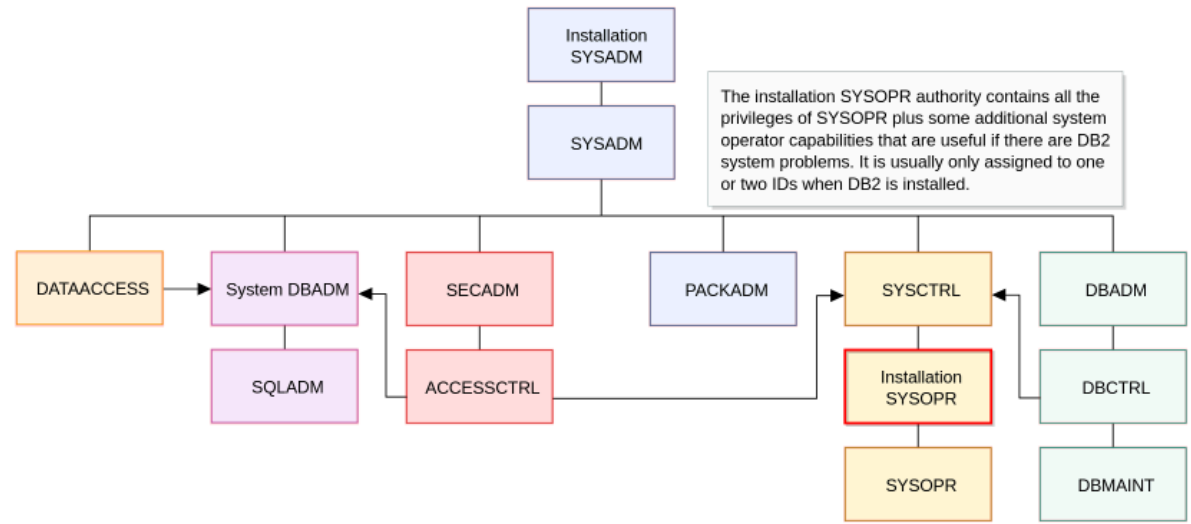 Installation
SYSADM
SYSADM
The installation SYSOPR authority contains all the
privileges of SYSOPR plus some additional system
operator capabilities that are useful if there are DB2
system problems. It is usually only assigned to one
or two IDs when DB2 is installed.
DATAACCESS
System DBADM
SECADM
PACKADM
SYSCTRL
DBADM
SQLADM
ACCESSCTRL
Installation
SYSOPR
DBCTRL
SYSOPR
DBMAINT